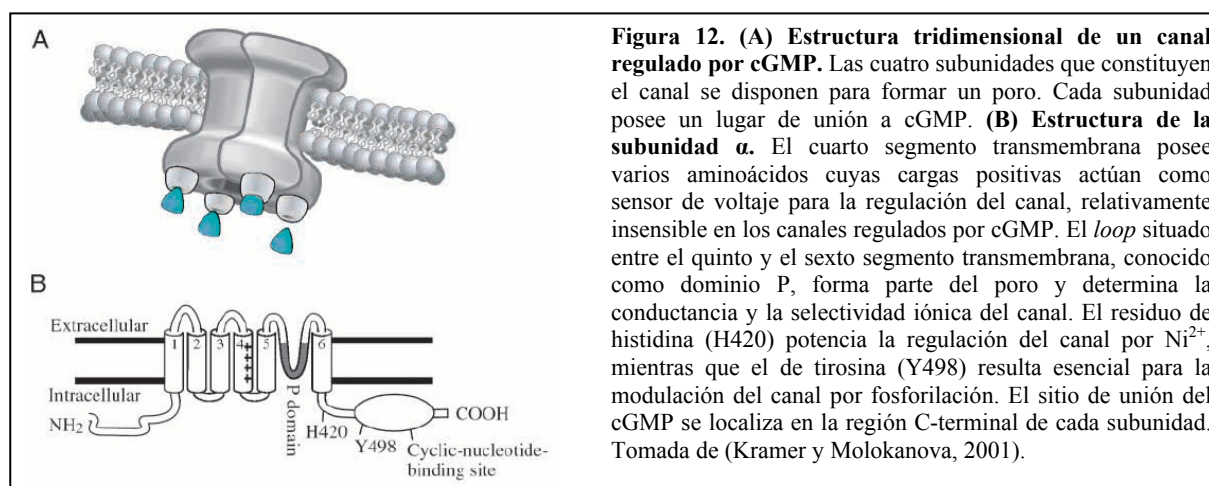 A
Figura 12. (A) Estructura tridimensional de un canal
regulado por cGMP. Las cuatro subunidades que constituyen
el canal se disponen para formar un poro. Cada subunidad
posee un lugar de unión a cGMP. (B) Estructura de la
subunidad α. El cuarto segmento transmembrana posee
varios aminoácidos cuyas cargas positivas actúan como
sensor de voltaje para la regulación del canal, relativamente
insensible en los canales regulados por cGMP. El loop situado
entre el quinto y el sexto segmento transmembrana, conocido
como dominio P, forma parte del poro y determina la
conductancia y la selectividad iónica del canal. El residuo de
histidina (H420) potencia la regulación del canal por Ni²⁺,
mientras que el de tirosina (Y498) resulta esencial para la
modulación del canal por fosforilación. El sitio de unión del
cGMP se localiza en la región C-terminal de cada subunidad.
Tomada de (Kramer y Molokanova, 2001).
B
Extracellular
1 2 3 4 5 6
+
+
+
+
Intracellular
NH₂
P domain
H420
Y498
COOH
Cyclic-nucleotide-
binding site